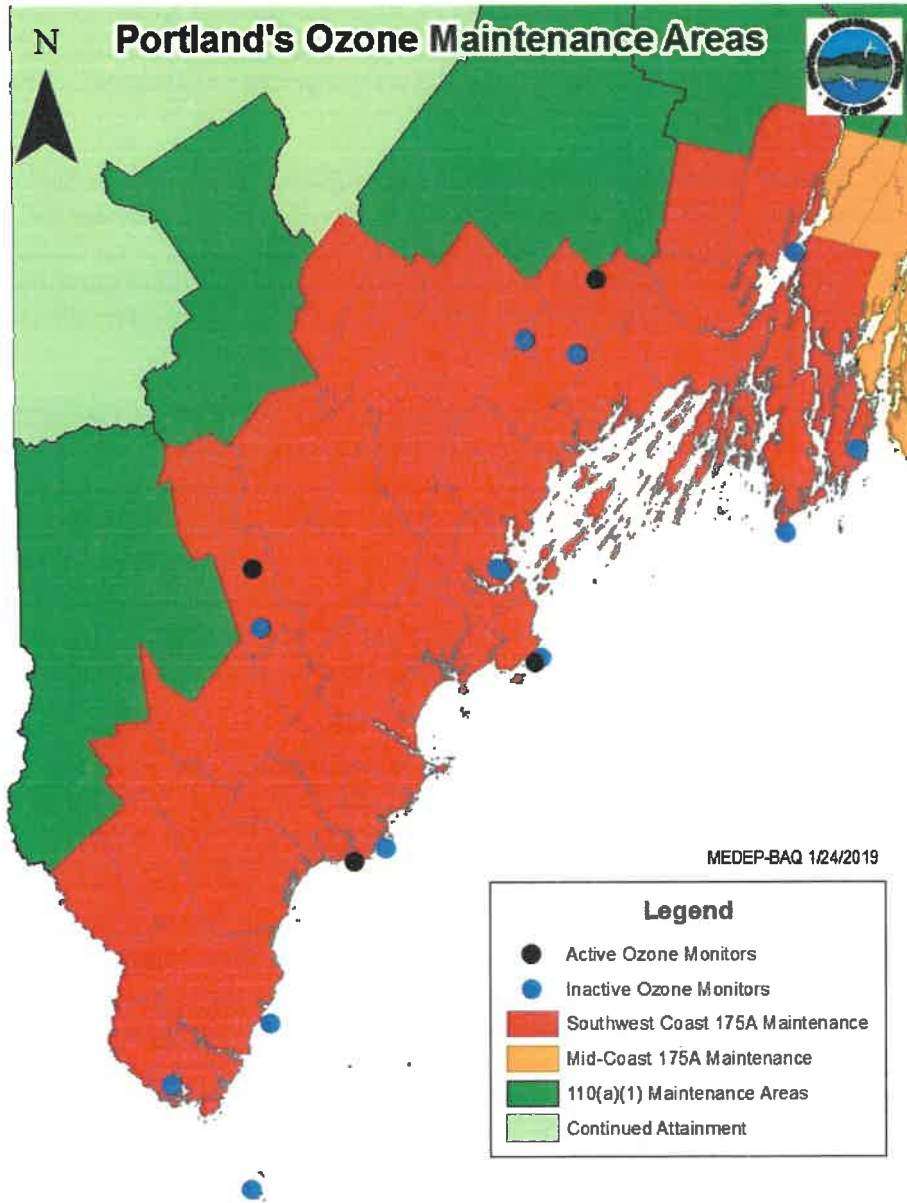 N
Portland's Ozone Maintenance Areas
MEDEP-BAQ 1/24/2019
Legend
Active Ozone Monitors
Inactive Ozone Monitors
Southwest Coast 175A Maintenance
Mid-Coast 175A Maintenance
110(a)(1) Maintenance Areas
Continued Attainment